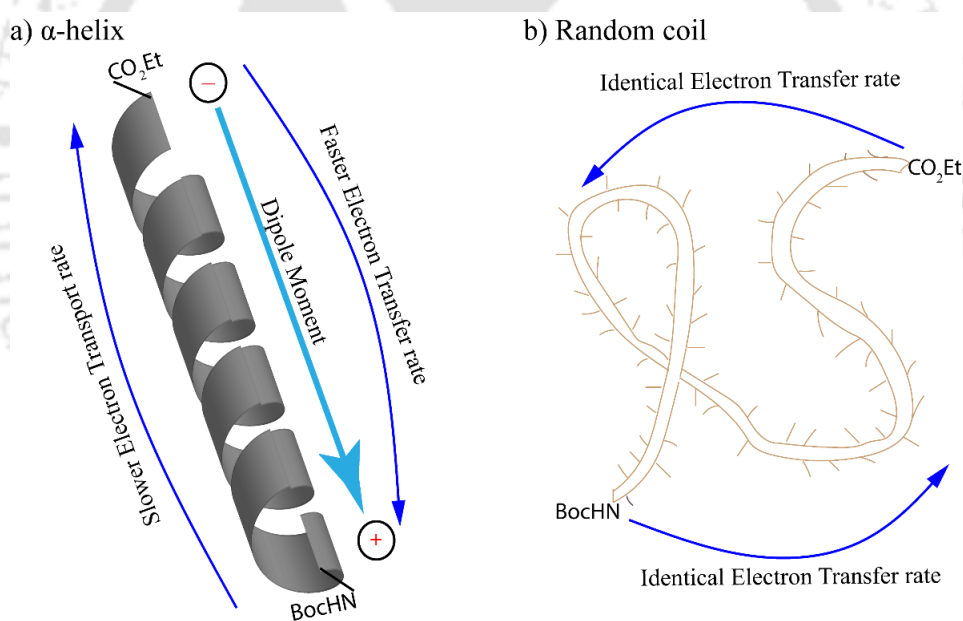 a) α-helix
CO2Et
−
Faster Electron Transfer rate
Dipole Moment
Slower Electron Transport rate
+
BocHN
b) Random coil
Identical Electron Transfer rate
CO2Et
BocHN
Identical Electron Transfer rate